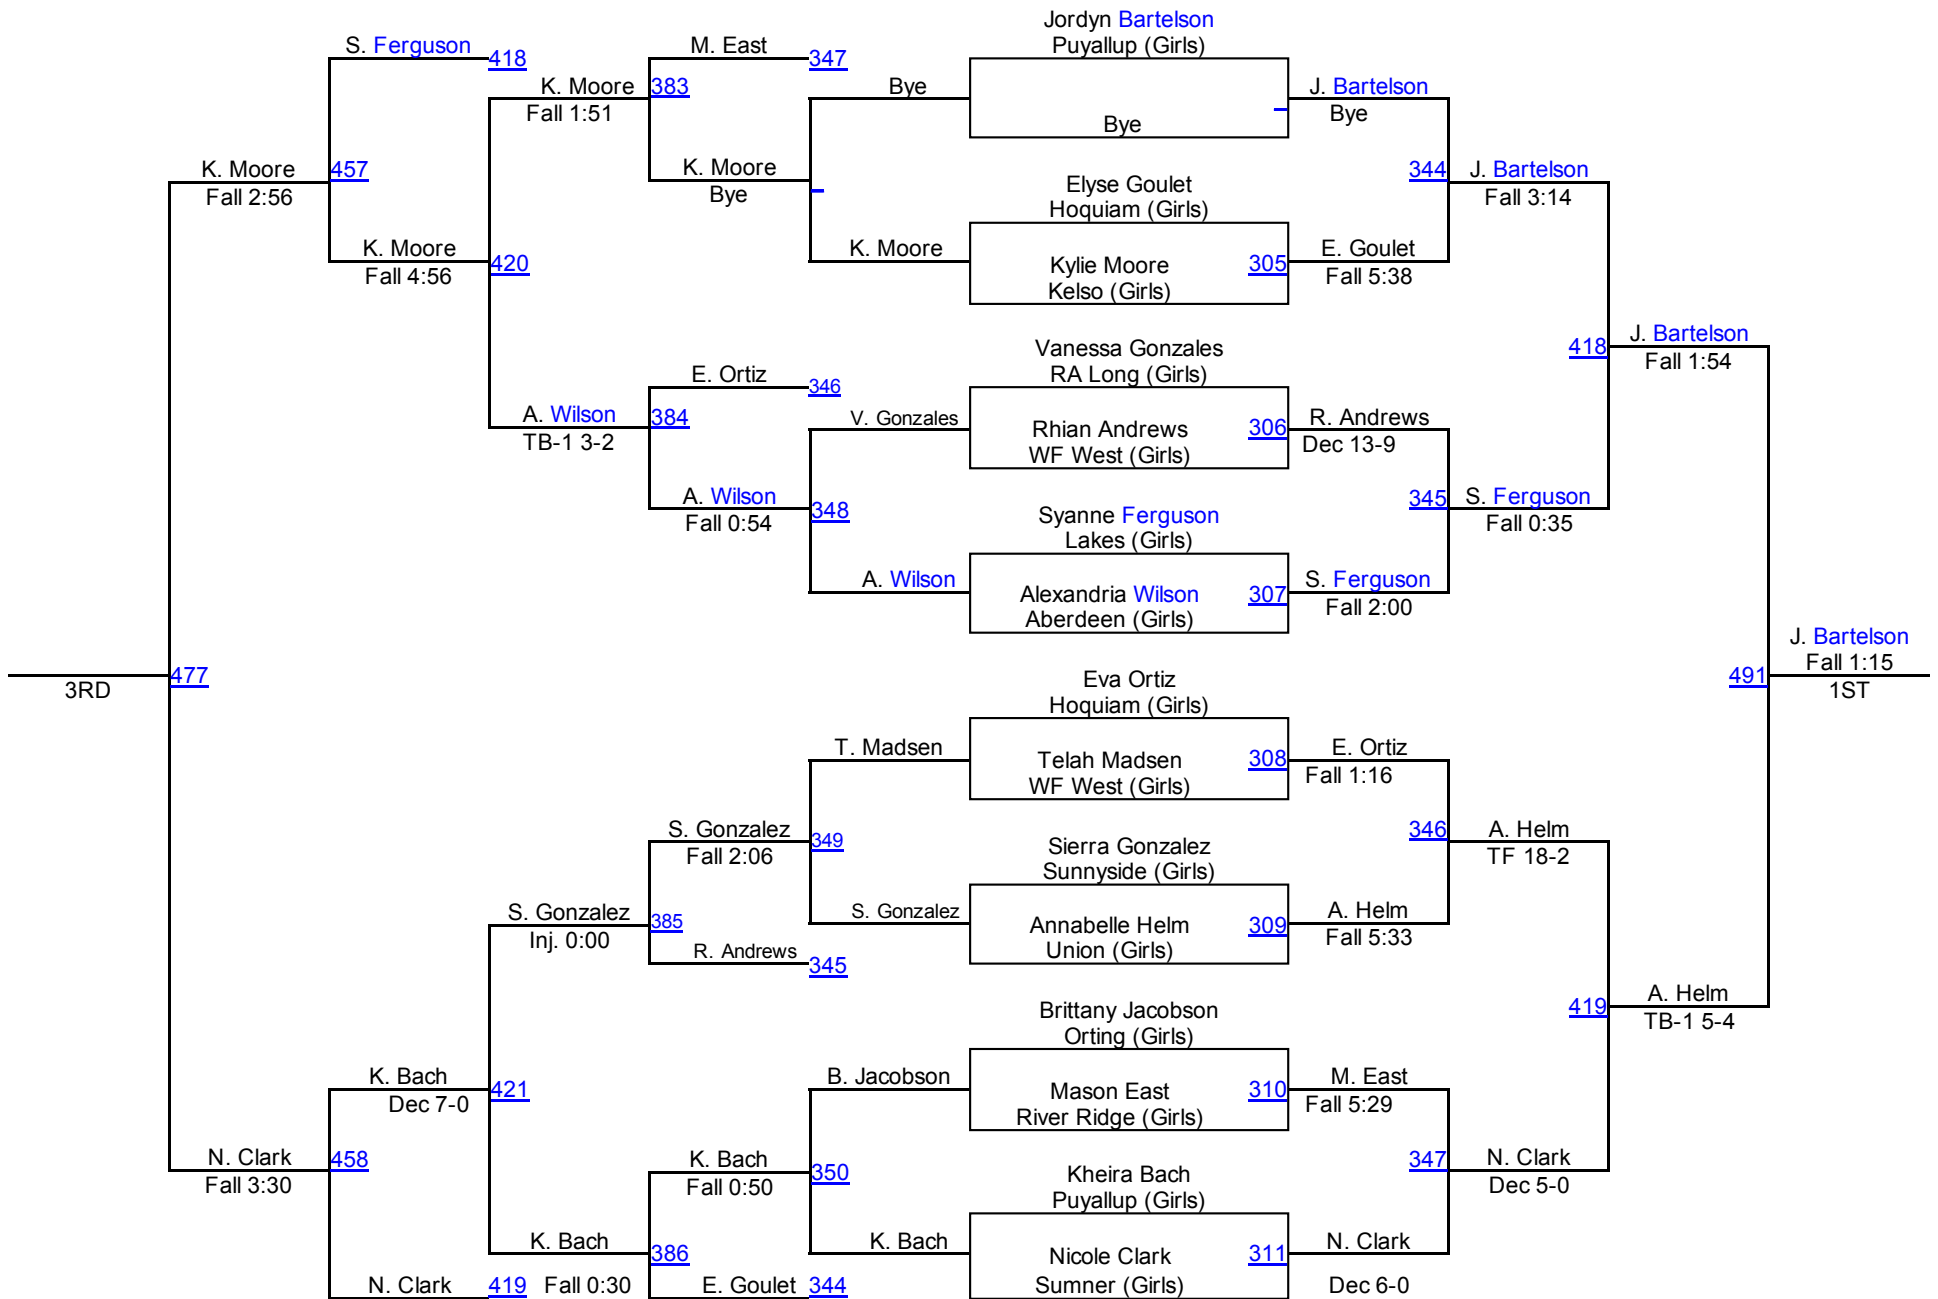 Jordyn Bartelson
S. Ferguson
418
M. East
347
Puyallup (Girls)
K. Moore
383
Fall 1:51
Bye
Bye
J. Bartelson
Bye
K. Moore
457
Fall 2:56
K. Moore
Bye
Elyse Goulet
Hoquiam (Girls)
344
J. Bartelson
Fall 3:14
K. Moore
Fall 4:56
420
K. Moore
Kylie Moore
Kelso (Girls)
305
E. Goulet
Fall 5:38
Vanessa Gonzales
RA Long (Girls)
418
J. Bartelson
Fall 1:54
E. Ortiz
346
A. Wilson
TB-1 3-2
384
V. Gonzales
Rhian Andrews
WF West (Girls)
306
R. Andrews
Dec 13-9
A. Wilson
Fall 0:54
348
Syanne Ferguson
Lakes (Girls)
345
S. Ferguson
Fall 0:35
A. Wilson
Alexandria Wilson
Aberdeen (Girls)
307
S. Ferguson
Fall 2:00
3RD
477
491
J. Bartelson
Fall 1:15
1ST
Eva Ortiz
Hoquiam (Girls)
T. Madsen
Telah Madsen
WF West (Girls)
308
E. Ortiz
Fall 1:16
S. Gonzalez
Fall 2:06
349
Sierra Gonzalez
Sunnyside (Girls)
346
A. Helm
TF 18-2
S. Gonzalez
Inj. 0:00
385
S. Gonzalez
Annabelle Helm
Union (Girls)
309
A. Helm
Fall 5:33
R. Andrews
345
Brittany Jacobson
Orting (Girls)
419
A. Helm
TB-1 5-4
K. Bach
Dec 7-0
421
B. Jacobson
Mason East
River Ridge (Girls)
310
M. East
Fall 5:29
N. Clark
Fall 3:30
458
K. Bach
Fall 0:50
350
Kheira Bach
Puyallup (Girls)
347
N. Clark
Dec 5-0
K. Bach
Fall 0:30
386
K. Bach
Nicole Clark
Sumner (Girls)
311
N. Clark
Dec 6-0
N. Clark
419
E. Goulet
344